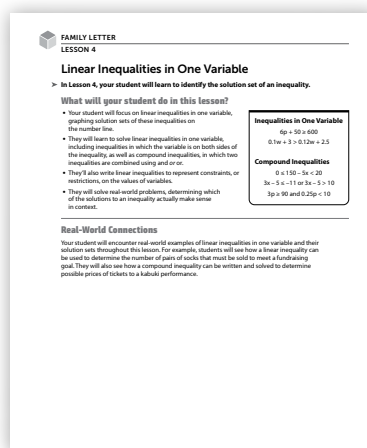 FAMILY LETTER
LESSON 4
Linear Inequalities in One Variable
➤ In Lesson 4, your student will learn to identify the solution set of an inequality.
What will your student do in this lesson?
• Your student will focus on linear inequalities in one variable,
graphing solution sets of these inequalities on
the number line.
• They will learn to solve linear inequalities in one variable,
including inequalities in which the variable is on both sides of
the inequality, as well as compound inequalities, in which two
inequalities are combined using and or or.
• They'll also write linear inequalities to represent constraints, or
restrictions, on the values of variables.
• They will solve real-world problems, determining which
of the solutions to an inequality actually make sense
in context.
Inequalities in One Variable
6p + 50 ≥ 600
0.1w + 3 > 0.12w + 2.5
Compound Inequalities
0 ≤ 150 – 5x < 20
3x – 5 ≤ –11 or 3x – 5 > 10
3p ≥ 90 and 0.25p < 10
Real-World Connections
Your student will encounter real-world examples of linear inequalities in one variable and their
solution sets throughout this lesson. For example, students will see how a linear inequality can
be used to determine the number of pairs of socks that must be sold to meet a fundraising
goal. They will also see how a compound inequality can be written and solved to determine
possible prices of tickets to a kabuki performance.